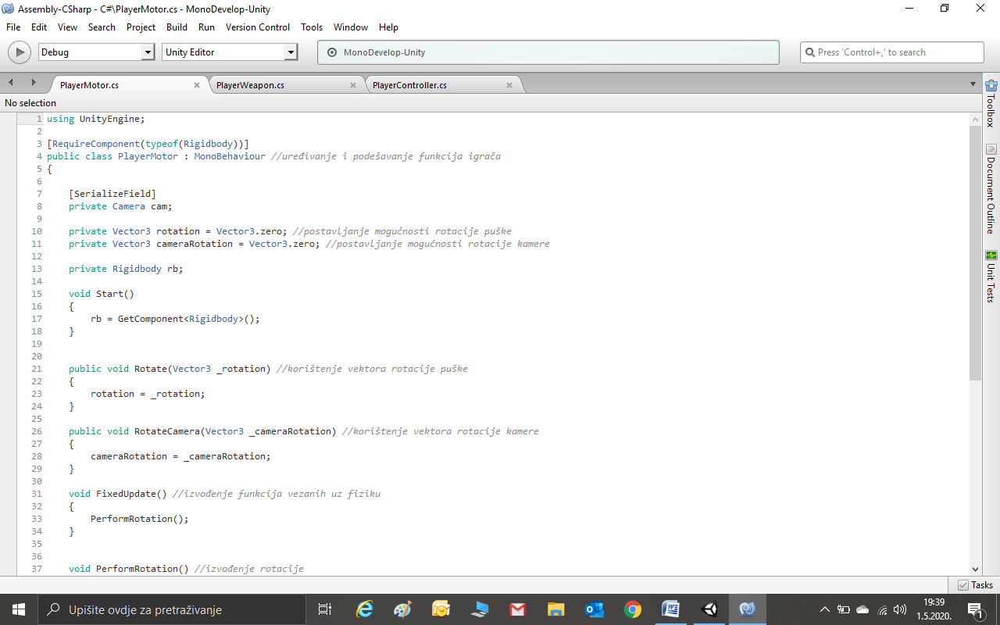 Assembly-CSharp - C#\PlayerMotor.cs - MonoDevelop-Unity
File Edit View Search Project Build Run Version Control Tools Window Help
Debug Unity Editor MonoDevelop-Unity Press 'Control+,' to search
PlayerMotor.cs PlayerWeapon.cs PlayerController.cs
No selection
1 using UnityEngine;
2
3 [RequireComponent(typeof(Rigidbody))]
4 public class PlayerMotor : MonoBehaviour //uređivanje i podešavanje funkcija igrača
5 {
6
7 [SerializeField]
8 private Camera cam;
9
10 private Vector3 rotation = Vector3.zero; //postavljanje mogućnosti rotacije puške
11 private Vector3 cameraRotation = Vector3.zero; //postavljanje mogućnosti rotacije kamere
12
13 private Rigidbody rb;
14
15 void Start()
16 {
17 rb = GetComponent<Rigidbody>();
18 }
19
20
21 public void Rotate(Vector3 _rotation) //korištenje vektora rotacije puške
22 {
23 rotation = _rotation;
24 }
25
26 public void RotateCamera(Vector3 _cameraRotation) //korištenje vektora rotacije kamere
27 {
28 cameraRotation = _cameraRotation;
29 }
30
31 void FixedUpdate() //izvođenje funkcija vezanih uz fiziku
32 {
33 PerformRotation();
34 }
35
36
37 void PerformRotation() //izvođenje rotacije
Toolbox
Document Outline
Unit Tests
Tasks
Upišite ovdje za pretraživanje
19:39
1.5.2020.
1